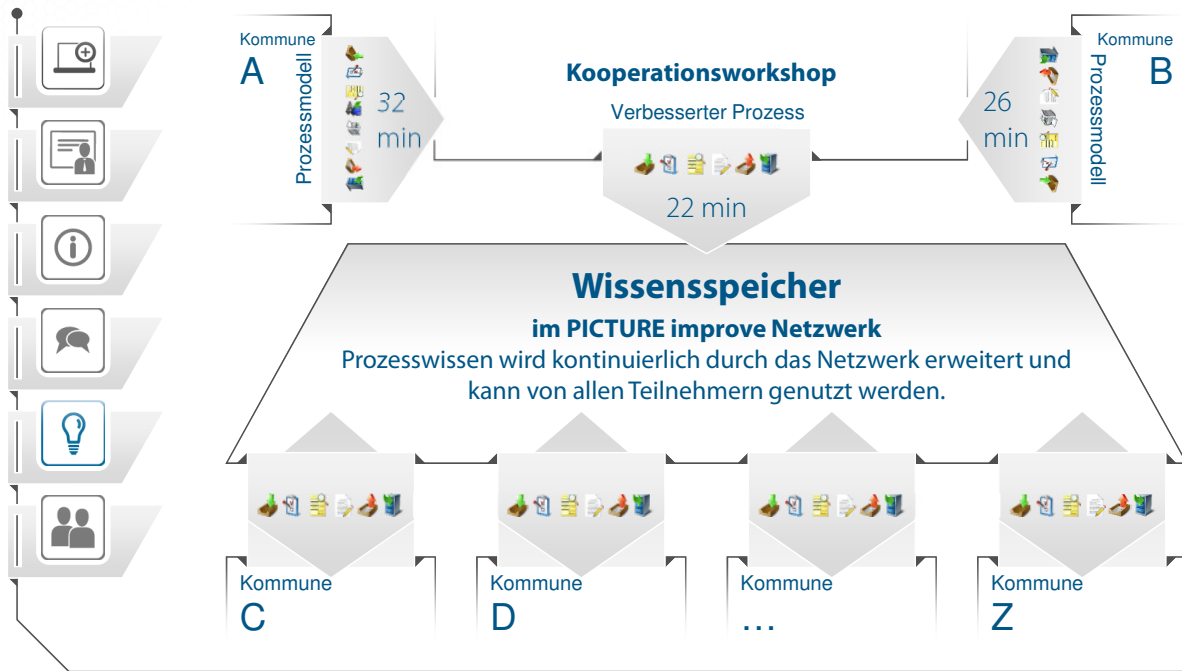 Kommune
A
Prozessmodell
32
min
Kooperationsworkshop
Verbesserter Prozess
22 min
26
min
Prozessmodell
Kommune
B
Wissensspeicher
im PICTURE improve Netzwerk
Prozesswissen wird kontinuierlich durch das Netzwerk erweitert und
kann von allen Teilnehmern genutzt werden.
Kommune
C
Kommune
D
Kommune
...
Kommune
Z